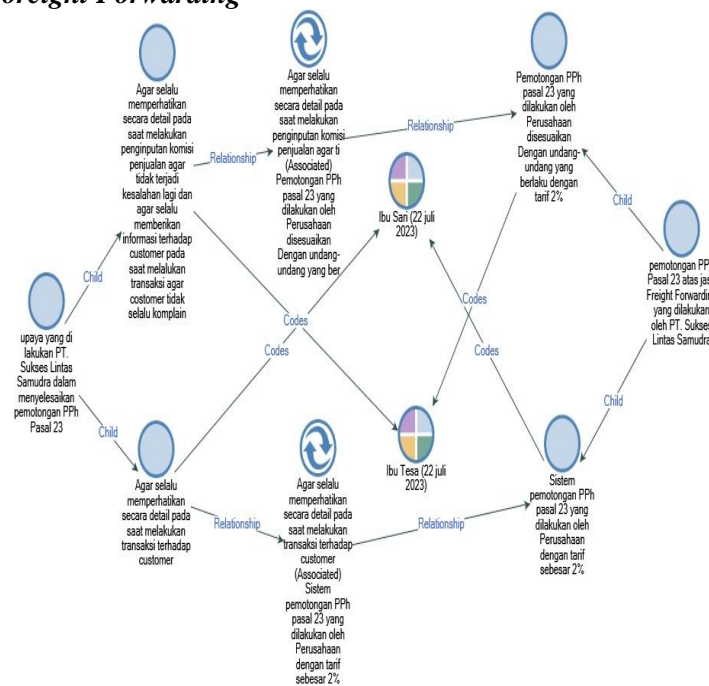 Foreight Forwarding
Agar selalu
memperhatikan
secara detail pada
saat melakukan
penginputan komisi
penjualan agar
tidak terjadi
kesalahan lagi dan
agar selalu
memberikan
informasi terhadap
customer pada
saat melalukan
transaksi agar
costomer tidak
selalu komplain
Agar selalu
memperhatikan
secara detail pada
saat melakukan
penginputan komisi
penjualan agar ti
(Associated)
Pemotongan PPh
pasal 23 yang
dilakukan oleh
Perusahaan
disesuaikan
Dengan undang-
undang yang ber
Pemotongan PPh
pasal 23 yang
dilakukan oleh
Perusahaan
disesuaikan
Dengan undang-
undang yang
berlaku dengan
tarif 2%
Relationship
Relationship
Ibu Sari (22 juli
2023)
Child
Child
upaya yang di
lakukan PT.
Sukses Lintas
Samudra dalam
menyelesaikan
pemotongan PPh
Pasal 23
pemotongan PP
Pasal 23 atas jas
Freight Forwardin
yang dilakukan
oleh PT. Sukses
Lintas Samudra
Codes
Codes
Codes
Codes
Child
Child
Ibu Tesa (22 juli
2023)
Agar selalu
memperhatikan
secara detail pada
saat melakukan
transaksi terhadap
customer
Relationship
Agar selalu
memperhatikan
secara detail pada
saat melakukan
transaksi terhadap
customer
(Associated)
Sistem
pemotongan PPh
pasal 23 yang
dilakukan oleh
Perusahaan
dengan tarif
sebesar 2%
Relationship
Sistem
pemotongan PPh
pasal 23 yang
dilakukan oleh
Perusahaan
dengan tarif
sebesar 2%